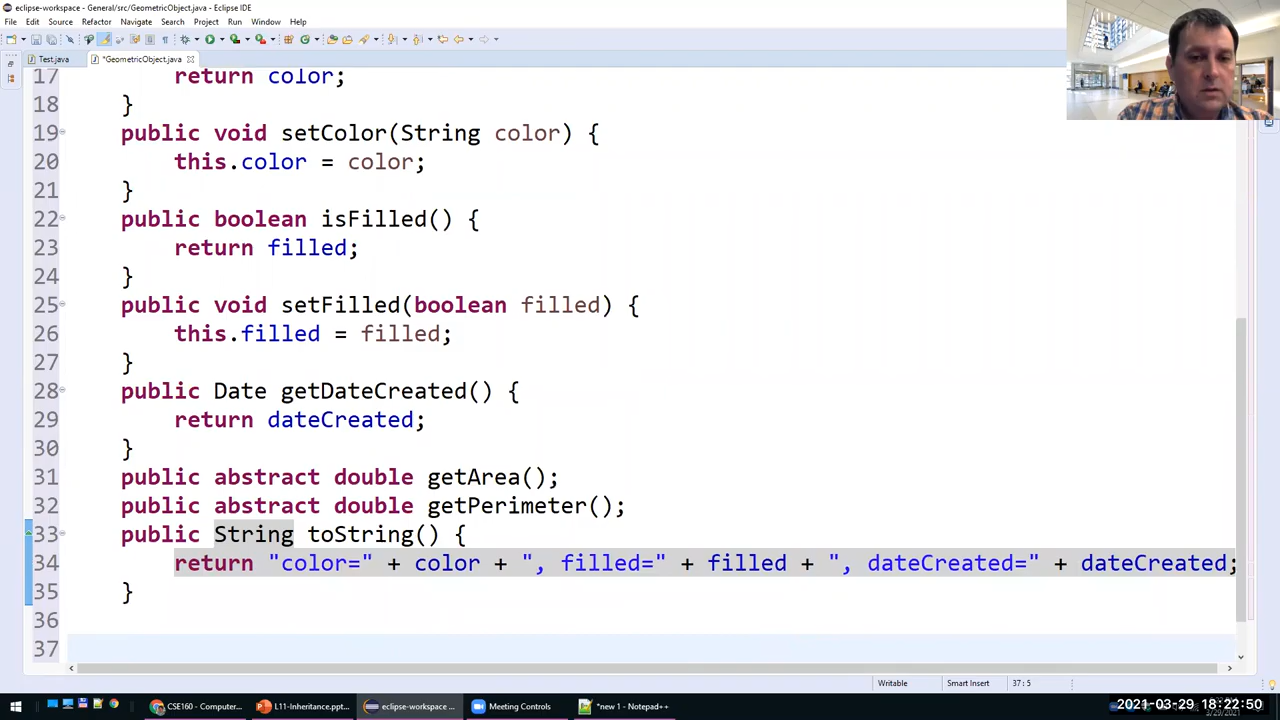 eclipse-workspace - General/src/GeometricObject.java - Eclipse IDE
File Edit Source Refactor Navigate Search Project Run Window Help
Test.java *GeometricObject.java
17 return color;
18 }
19 public void setColor(String color) {
20 this.color = color;
21 }
22 public boolean isFilled() {
23 return filled;
24 }
25 public void setFilled(boolean filled) {
26 this.filled = filled;
27 }
28 public Date getDateCreated() {
29 return dateCreated;
30 }
31 public abstract double getArea();
32 public abstract double getPerimeter();
33 public String toString() {
34 return "color=" + color + ", filled=" + filled + ", dateCreated=" + dateCreated;
35 }
36
37
Writable Smart Insert 37 : 5
CSE160 - Computer... L11-Inheritance.ppt... eclipse-workspace ... Meeting Controls *new 1 - Notepad++
2021-03-29 18:22:50